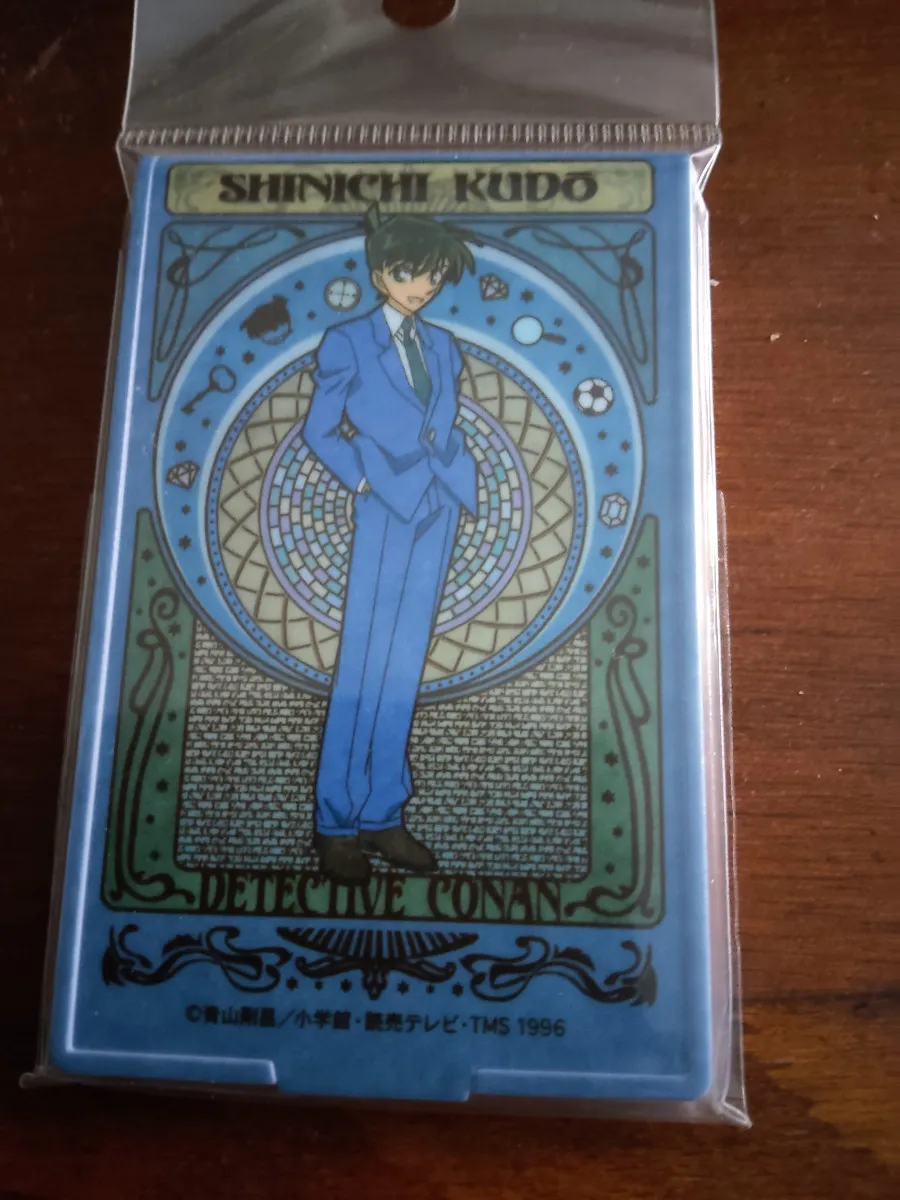 SHINICHI KUDŌ
DETECTIVE CONAN
©青山剛昌／小学館・読売テレビ・TMS 1996